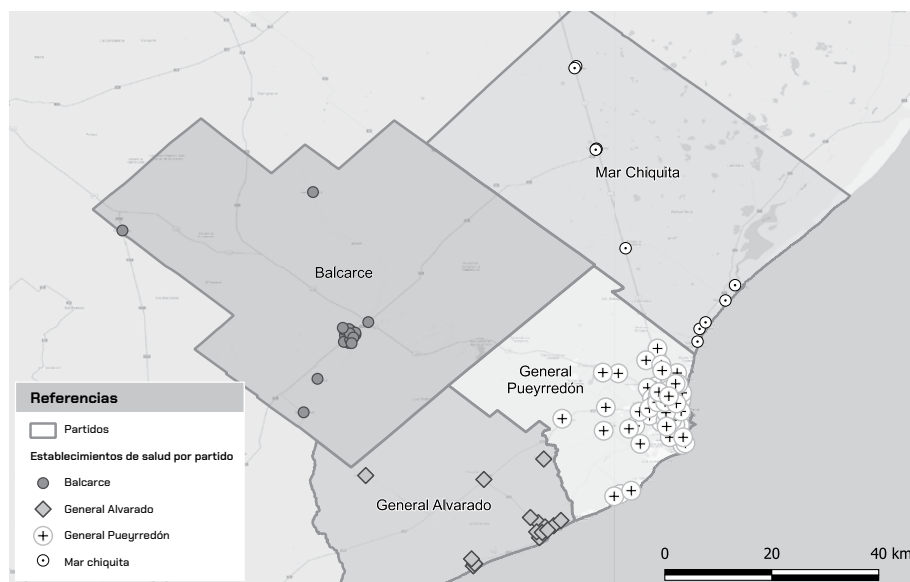 Mar Chiquita
Balcarce
General
Pueyrredón
General Alvarado
Referencias
Partidos
Establecimientos de salud por partido
Balcarce
General Alvarado
General Pueyrredón
Mar chiquita
0 20 40 km